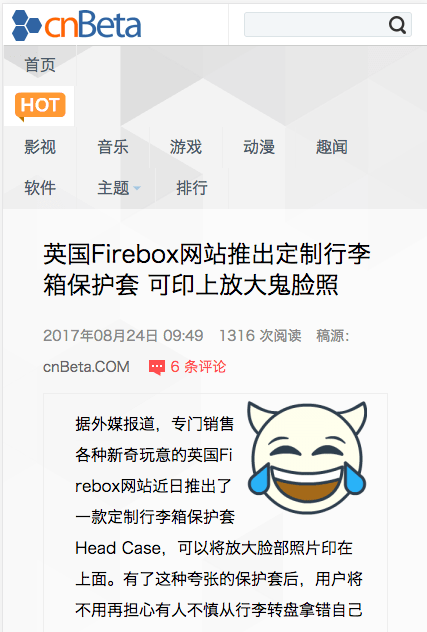 cnBeta
首页
HOT
影视 音乐 游戏 动漫 趣闻
软件 主题 排行
英国Firebox网站推出定制行李
箱保护套 可印上放大鬼脸照
2017年08月24日 09:49 1316 次阅读 稿源：
cnBeta.COM 6 条评论
据外媒报道，专门销售
各种新奇玩意的英国Fi
rebox网站近日推出了
一款定制行李箱保护套
Head Case，可以将放大脸部照片印在
上面。有了这种夸张的保护套后，用户将
不用再担心有人不慎从行李转盘拿错自己